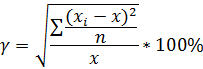 γ = √(Σ (xᵢ − x)² / n / x) * 100%